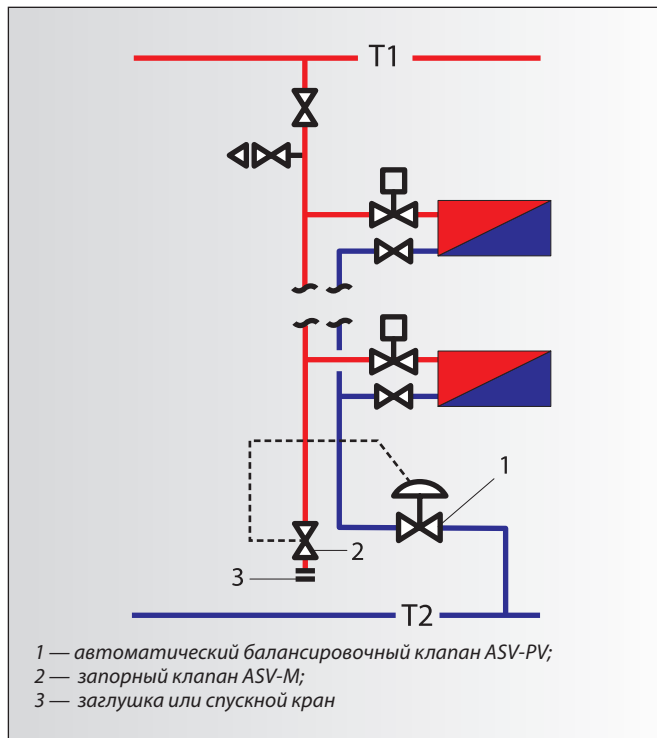 T1
1
2
3
T2
1 — автоматический балансировочный клапан ASV-PV;
2 — запорный клапан ASV-M;
3 — заглушка или спускной кран